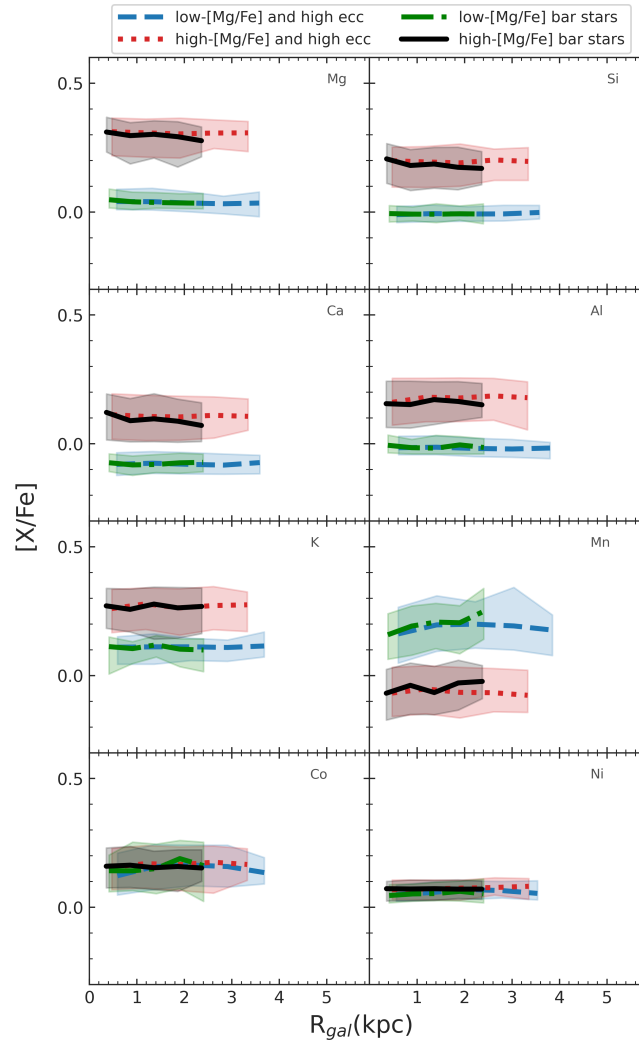 low-[Mg/Fe] and high ecc
high-[Mg/Fe] and high ecc
low-[Mg/Fe] bar stars
high-[Mg/Fe] bar stars
0.5
Mg
Si
0.0
0.5
Ca
Al
0.0
[X/Fe]
0.5
K
Mn
0.0
0.5
Co
Ni
0.0
0 1 2 3 4 5 1 2 3 4 5
R_gal(kpc) R_gal(kpc)